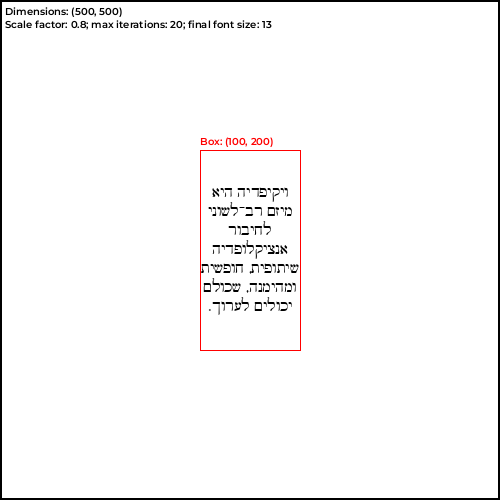 Dimensions: (500, 500)
Scale factor: 0.8; max iterations: 20; final font size: 13
Box: (100, 200)
ויקיפדיה היא
מיזם רב־לשוני
לחיבור
אנציקלופדיה
שיתופית, חופשית
ומהימנה, שכולם
יכולים לערוך.